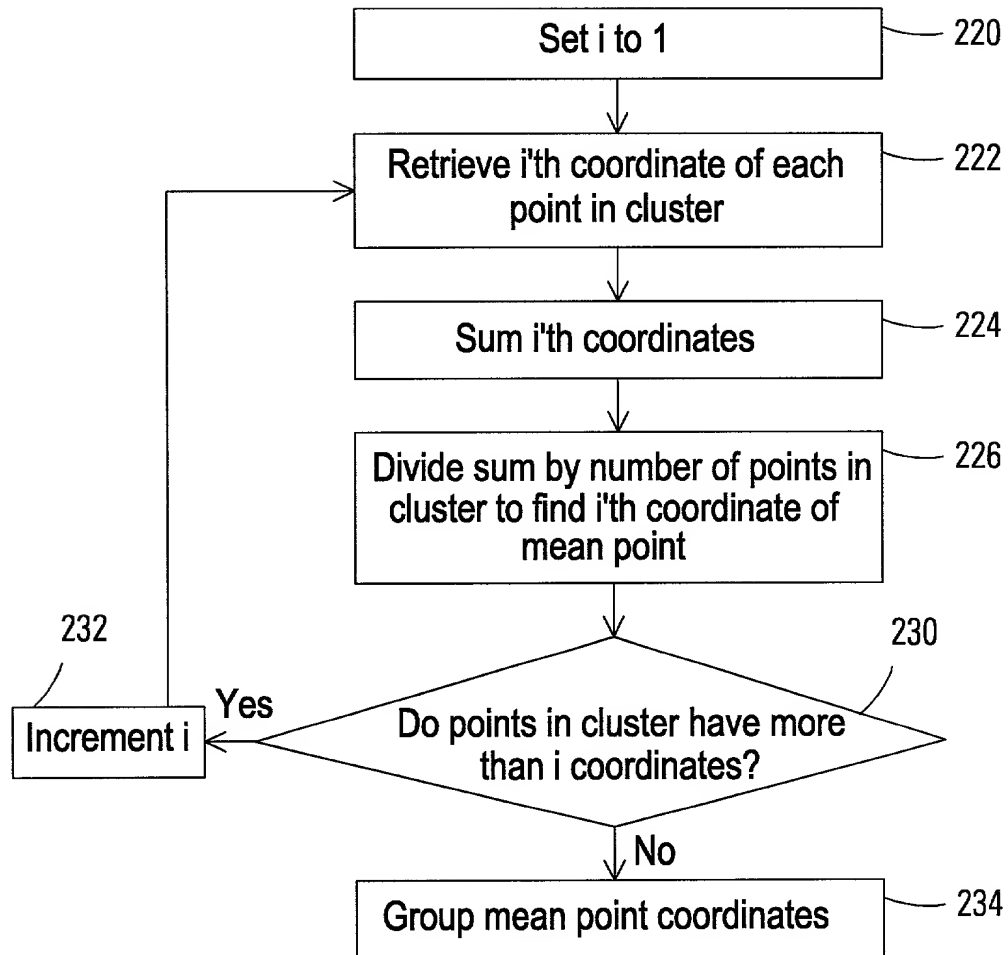 Set i to 1
220
Retrieve i'th coordinate of each
point in cluster
222
Sum i'th coordinates
224
Divide sum by number of points in
cluster to find i'th coordinate of
mean point
226
232
230
Yes
Increment i
Do points in cluster have more
than i coordinates?
No
Group mean point coordinates
234